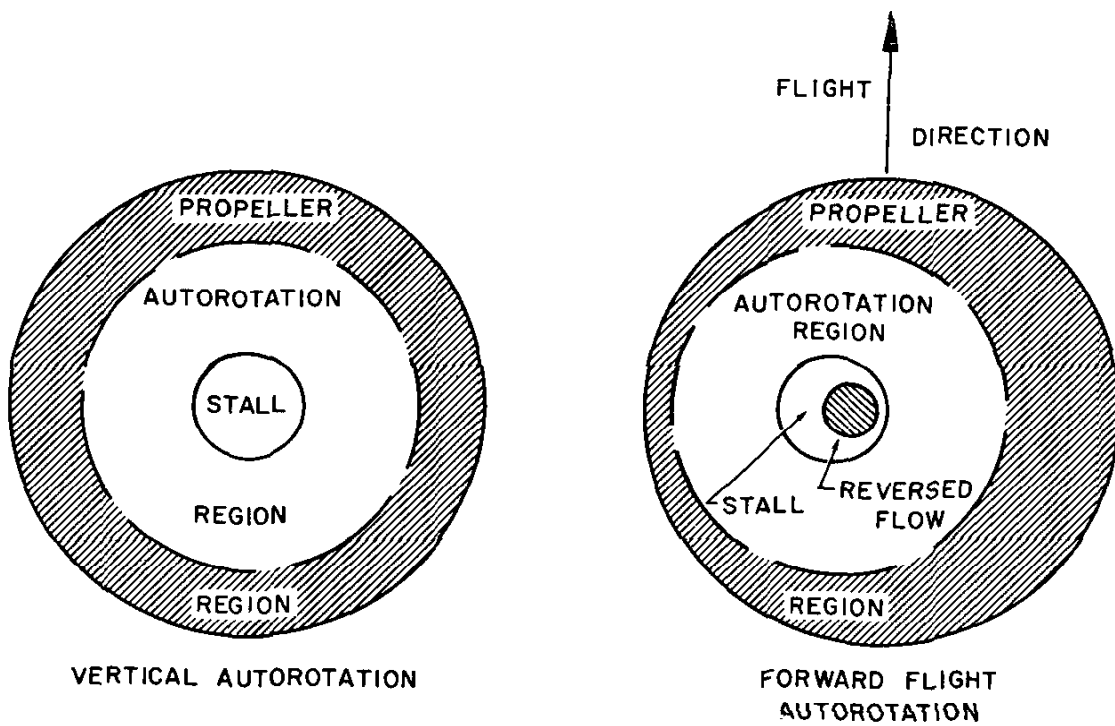 PROPELLER
AUTOROTATION
STALL
REGION
REGION
VERTICAL AUTOROTATION
FLIGHT
DIRECTION
PROPELLER
AUTOROTATION
REGION
STALL
REVERSED
FLOW
REGION
FORWARD FLIGHT
AUTOROTATION